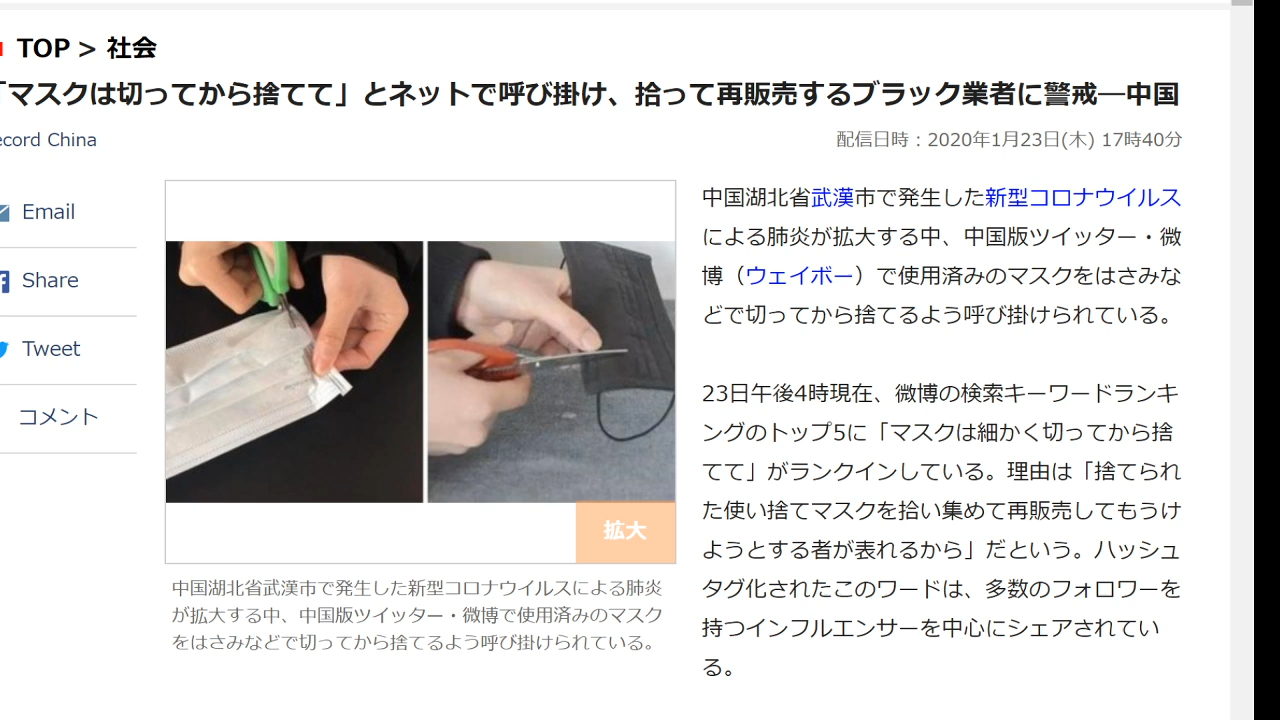 TOP > 社会
「マスクは切ってから捨てて」とネットで呼び掛け、拾って再販売するブラック業者に警戒―中国
ecord China
配信日時：2020年1月23日(木) 17時40分
Email
Share
Tweet
コメント
拡大
中国湖北省武漢市で発生した新型コロナウイルスによる肺炎
が拡大する中、中国版ツイッター・微博で使用済みのマスク
をはさみなどで切ってから捨てるよう呼び掛けられている。
中国湖北省武漢市で発生した新型コロナウイルス
による肺炎が拡大する中、中国版ツイッター・微
博（ウェイボー）で使用済みのマスクをはさみな
どで切ってから捨てるよう呼び掛けられている。
23日午後4時現在、微博の検索キーワードランキ
ングのトップ5に「マスクは細かく切ってから捨
てて」がランクインしている。理由は「捨てられ
た使い捨てマスクを拾い集めて再販売してもうけ
ようとする者が表れるから」だという。ハッシュ
タグ化されたこのワードは、多数のフォロワーを
持つインフルエンサーを中心にシェアされてい
る。